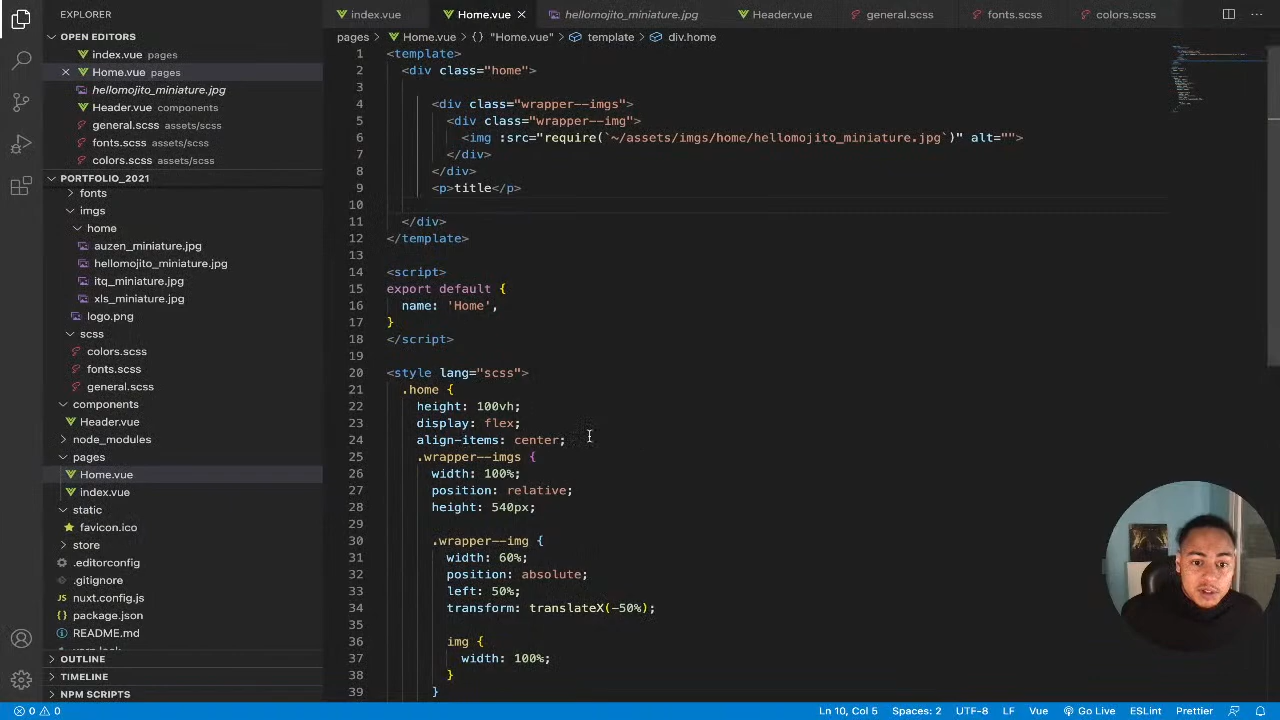 EXPLORER
index.vue
Home.vue
hellomojito_miniature.jpg
Header.vue
general.scss
fonts.scss
colors.scss
OPEN EDITORS
index.vue pages
Home.vue pages
hellomojito_miniature.jpg
Header.vue components
general.scss assets/scss
fonts.scss assets/scss
colors.scss assets/scss
PORTFOLIO_2021
fonts
imgs
home
auzen_miniature.jpg
hellomojito_miniature.jpg
itq_miniature.jpg
xls_miniature.jpg
logo.png
scss
colors.scss
fonts.scss
general.scss
components
Header.vue
node_modules
pages
Home.vue
index.vue
static
favicon.ico
store
.editorconfig
.gitignore
nuxt.config.js
package.json
README.md
OUTLINE
TIMELINE
NPM SCRIPTS
pages > Home.vue > {} "Home.vue" > template > div.home
1 <template>
2 <div class="home">
3
4 <div class="wrapper--imgs">
5 <div class="wrapper--img">
6 <img :src="require(`~/assets/imgs/home/hellomojito_miniature.jpg`)" alt="">
7 </div>
8 </div>
9 <p>title</p>
10
11 </div>
12 </template>
13
14 <script>
15 export default {
16 name: 'Home',
17 }
18 </script>
19
20 <style lang="scss">
21 .home {
22 height: 100vh;
23 display: flex;
24 align-items: center;
25 .wrapper--imgs {
26 width: 100%;
27 position: relative;
28 height: 540px;
29
30 .wrapper--img {
31 width: 60%;
32 position: absolute;
33 left: 50%;
34 transform: translateX(-50%);
35
36 img {
37 width: 100%;
38 }
39 }
0 0
Ln 10, Col 5
Spaces: 2
UTF-8
LF
Vue
Go Live
ESLint
Prettier